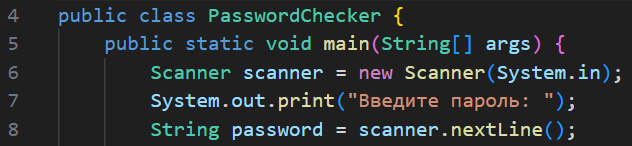 4 public class PasswordChecker {
5 public static void main(String[] args) {
6 Scanner scanner = new Scanner(System.in);
7 System.out.print("Введите пароль: ");
8 String password = scanner.nextLine();